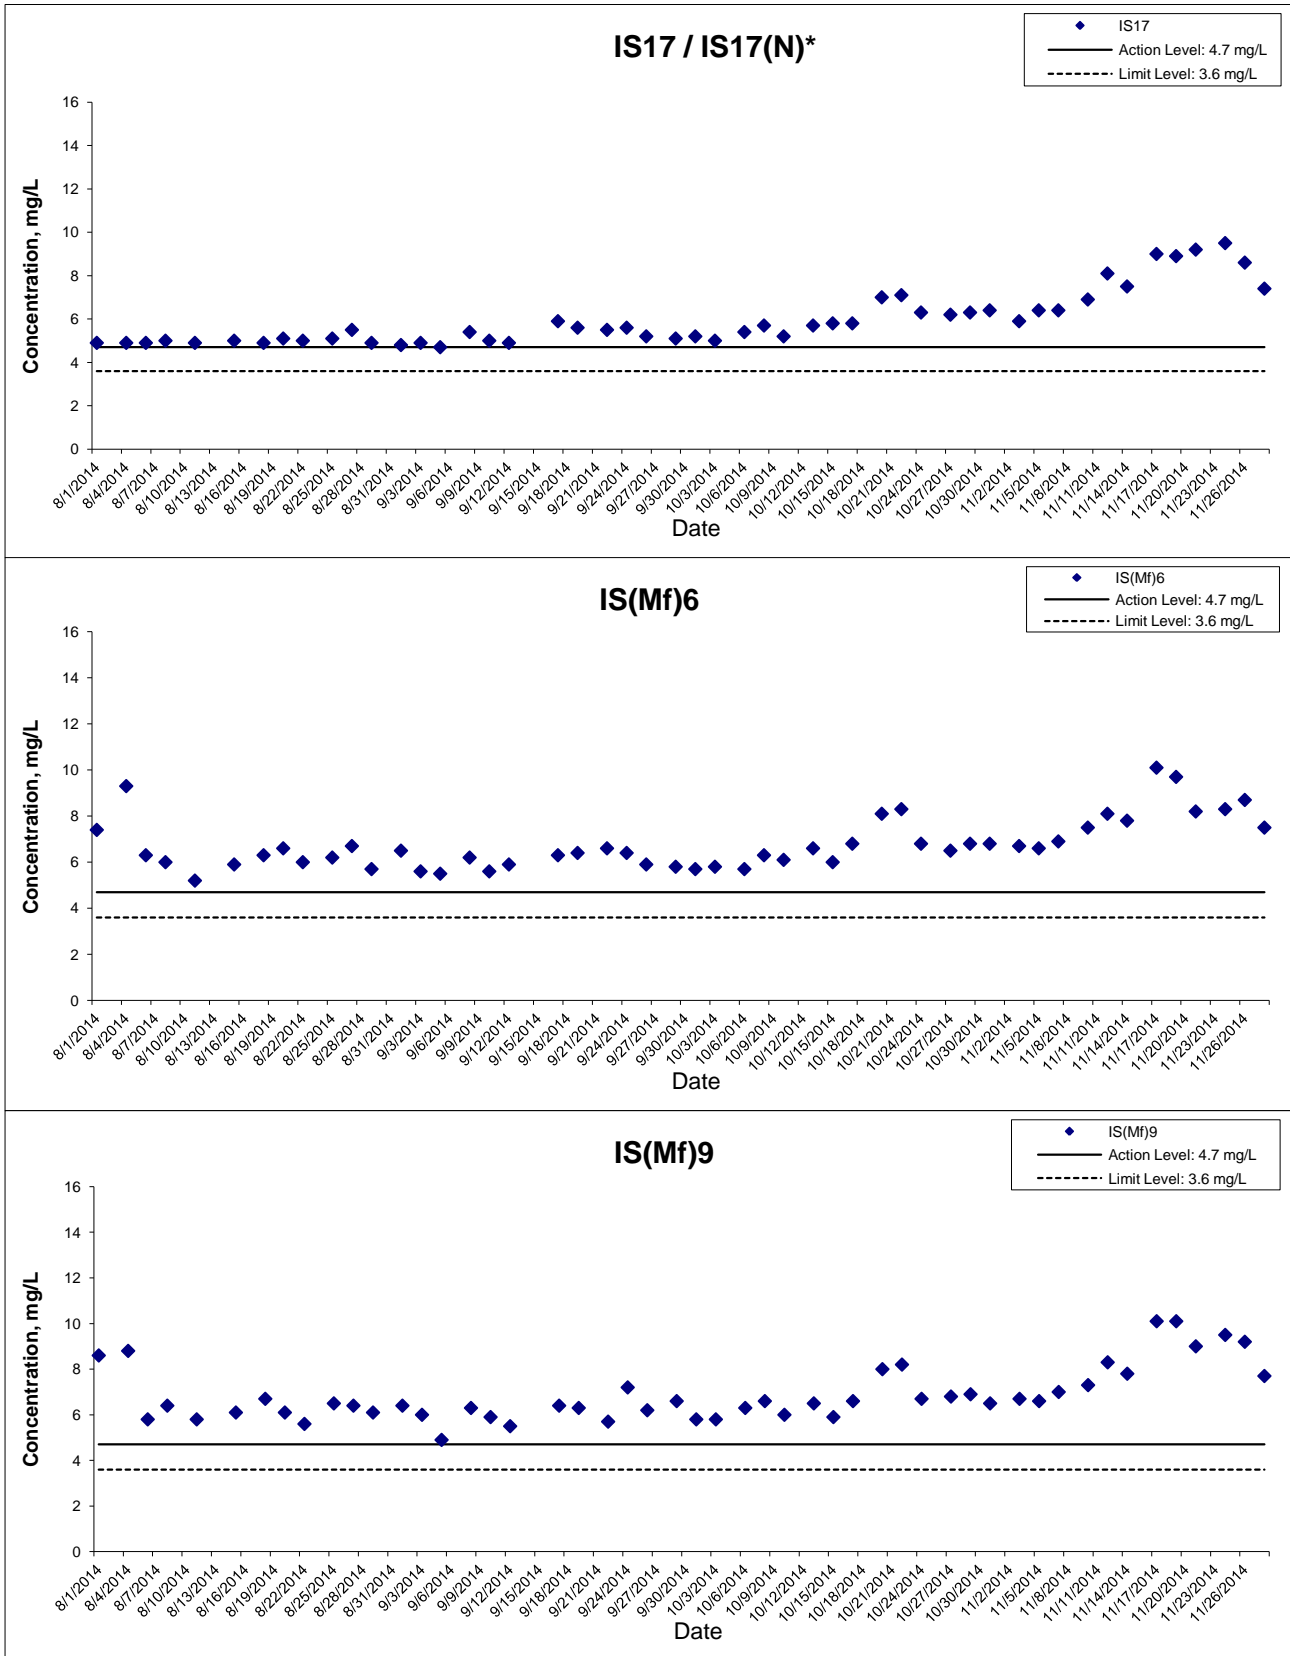 IS17 / IS17(N)*
IS17
Action Level: 4.7 mg/L
Limit Level: 3.6 mg/L
Concentration, mg/L
16
14
12
10
8
6
4
2
0
8/1/2014 8/4/2014 8/7/2014 8/10/2014 8/13/2014 8/16/2014 8/19/2014 8/22/2014 8/25/2014 8/28/2014 8/31/2014 9/3/2014 9/6/2014 9/9/2014 9/12/2014 9/15/2014 9/18/2014 9/21/2014 9/24/2014 9/27/2014 9/30/2014 10/3/2014 10/6/2014 10/9/2014 10/12/2014 10/15/2014 10/18/2014 10/21/2014 10/24/2014 10/27/2014 10/30/2014 11/2/2014 11/5/2014 11/8/2014 11/11/2014 11/14/2014 11/17/2014 11/20/2014 11/23/2014 11/26/2014
Date
IS(Mf)6
IS(Mf)6
Action Level: 4.7 mg/L
Limit Level: 3.6 mg/L
Concentration, mg/L
16
14
12
10
8
6
4
2
0
8/1/2014 8/4/2014 8/7/2014 8/10/2014 8/13/2014 8/16/2014 8/19/2014 8/22/2014 8/25/2014 8/28/2014 8/31/2014 9/3/2014 9/6/2014 9/9/2014 9/12/2014 9/15/2014 9/18/2014 9/21/2014 9/24/2014 9/27/2014 9/30/2014 10/3/2014 10/6/2014 10/9/2014 10/12/2014 10/15/2014 10/18/2014 10/21/2014 10/24/2014 10/27/2014 10/30/2014 11/2/2014 11/5/2014 11/8/2014 11/11/2014 11/14/2014 11/17/2014 11/20/2014 11/23/2014 11/26/2014
Date
IS(Mf)9
IS(Mf)9
Action Level: 4.7 mg/L
Limit Level: 3.6 mg/L
Concentration, mg/L
16
14
12
10
8
6
4
2
0
8/1/2014 8/4/2014 8/7/2014 8/10/2014 8/13/2014 8/16/2014 8/19/2014 8/22/2014 8/25/2014 8/28/2014 8/31/2014 9/3/2014 9/6/2014 9/9/2014 9/12/2014 9/15/2014 9/18/2014 9/21/2014 9/24/2014 9/27/2014 9/30/2014 10/3/2014 10/6/2014 10/9/2014 10/12/2014 10/15/2014 10/18/2014 10/21/2014 10/24/2014 10/27/2014 10/30/2014 11/2/2014 11/5/2014 11/8/2014 11/11/2014 11/14/2014 11/17/2014 11/20/2014 11/23/2014 11/26/2014
Date